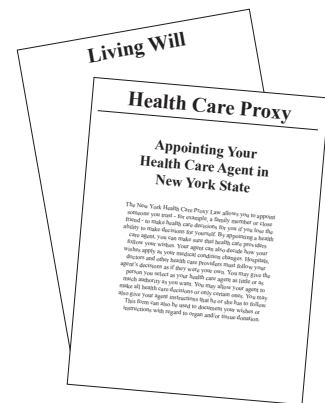 Living Will
Health Care Proxy
Appointing Your
Health Care Agent in
New York State
The New York Health Care Proxy Law allows you to appoint
someone you trust - for example, a family member or close
friend - to make health care decisions for you if you lose the
ability to make decisions for yourself. By appointing a health
care agent, you can make sure that health care providers
follow your wishes. Your agent can also decide how your
wishes apply as your medical condition changes. Hospitals,
doctors and other health care providers must follow your
agent's decisions as if they were your own. You may give the
person you select as your health care agent as little or as
much authority as you want. You may allow your agent to
make all health care decisions or only certain ones. You may
also give your agent instructions that he or she has to follow.
This form can also be used to document your wishes or
instructions with regard to organ and/or tissue donation.